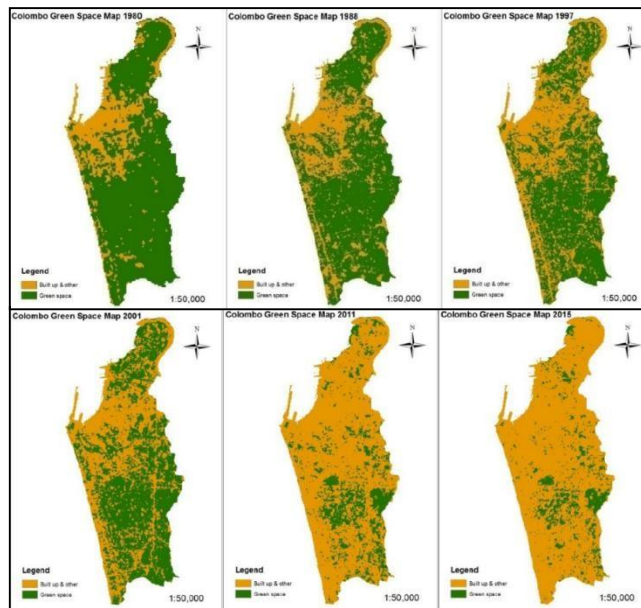 Colombo Green Space Map 1980
N
Legend
Built up & other
Green space
1:50,000
Colombo Green Space Map 1988
N
Legend
Built up & other
Green space
1:50,000
Colombo Green Space Map 1997
N
Legend
Built up & other
Green space
1:50,000
Colombo Green Space Map 2001
N
Legend
Built up & other
Green space
1:50,000
Colombo Green Space Map 2011
N
Legend
Built up & other
Green space
1:50,000
Colombo Green Space Map 2015
N
Legend
Built up & other
Green space
1:50,000